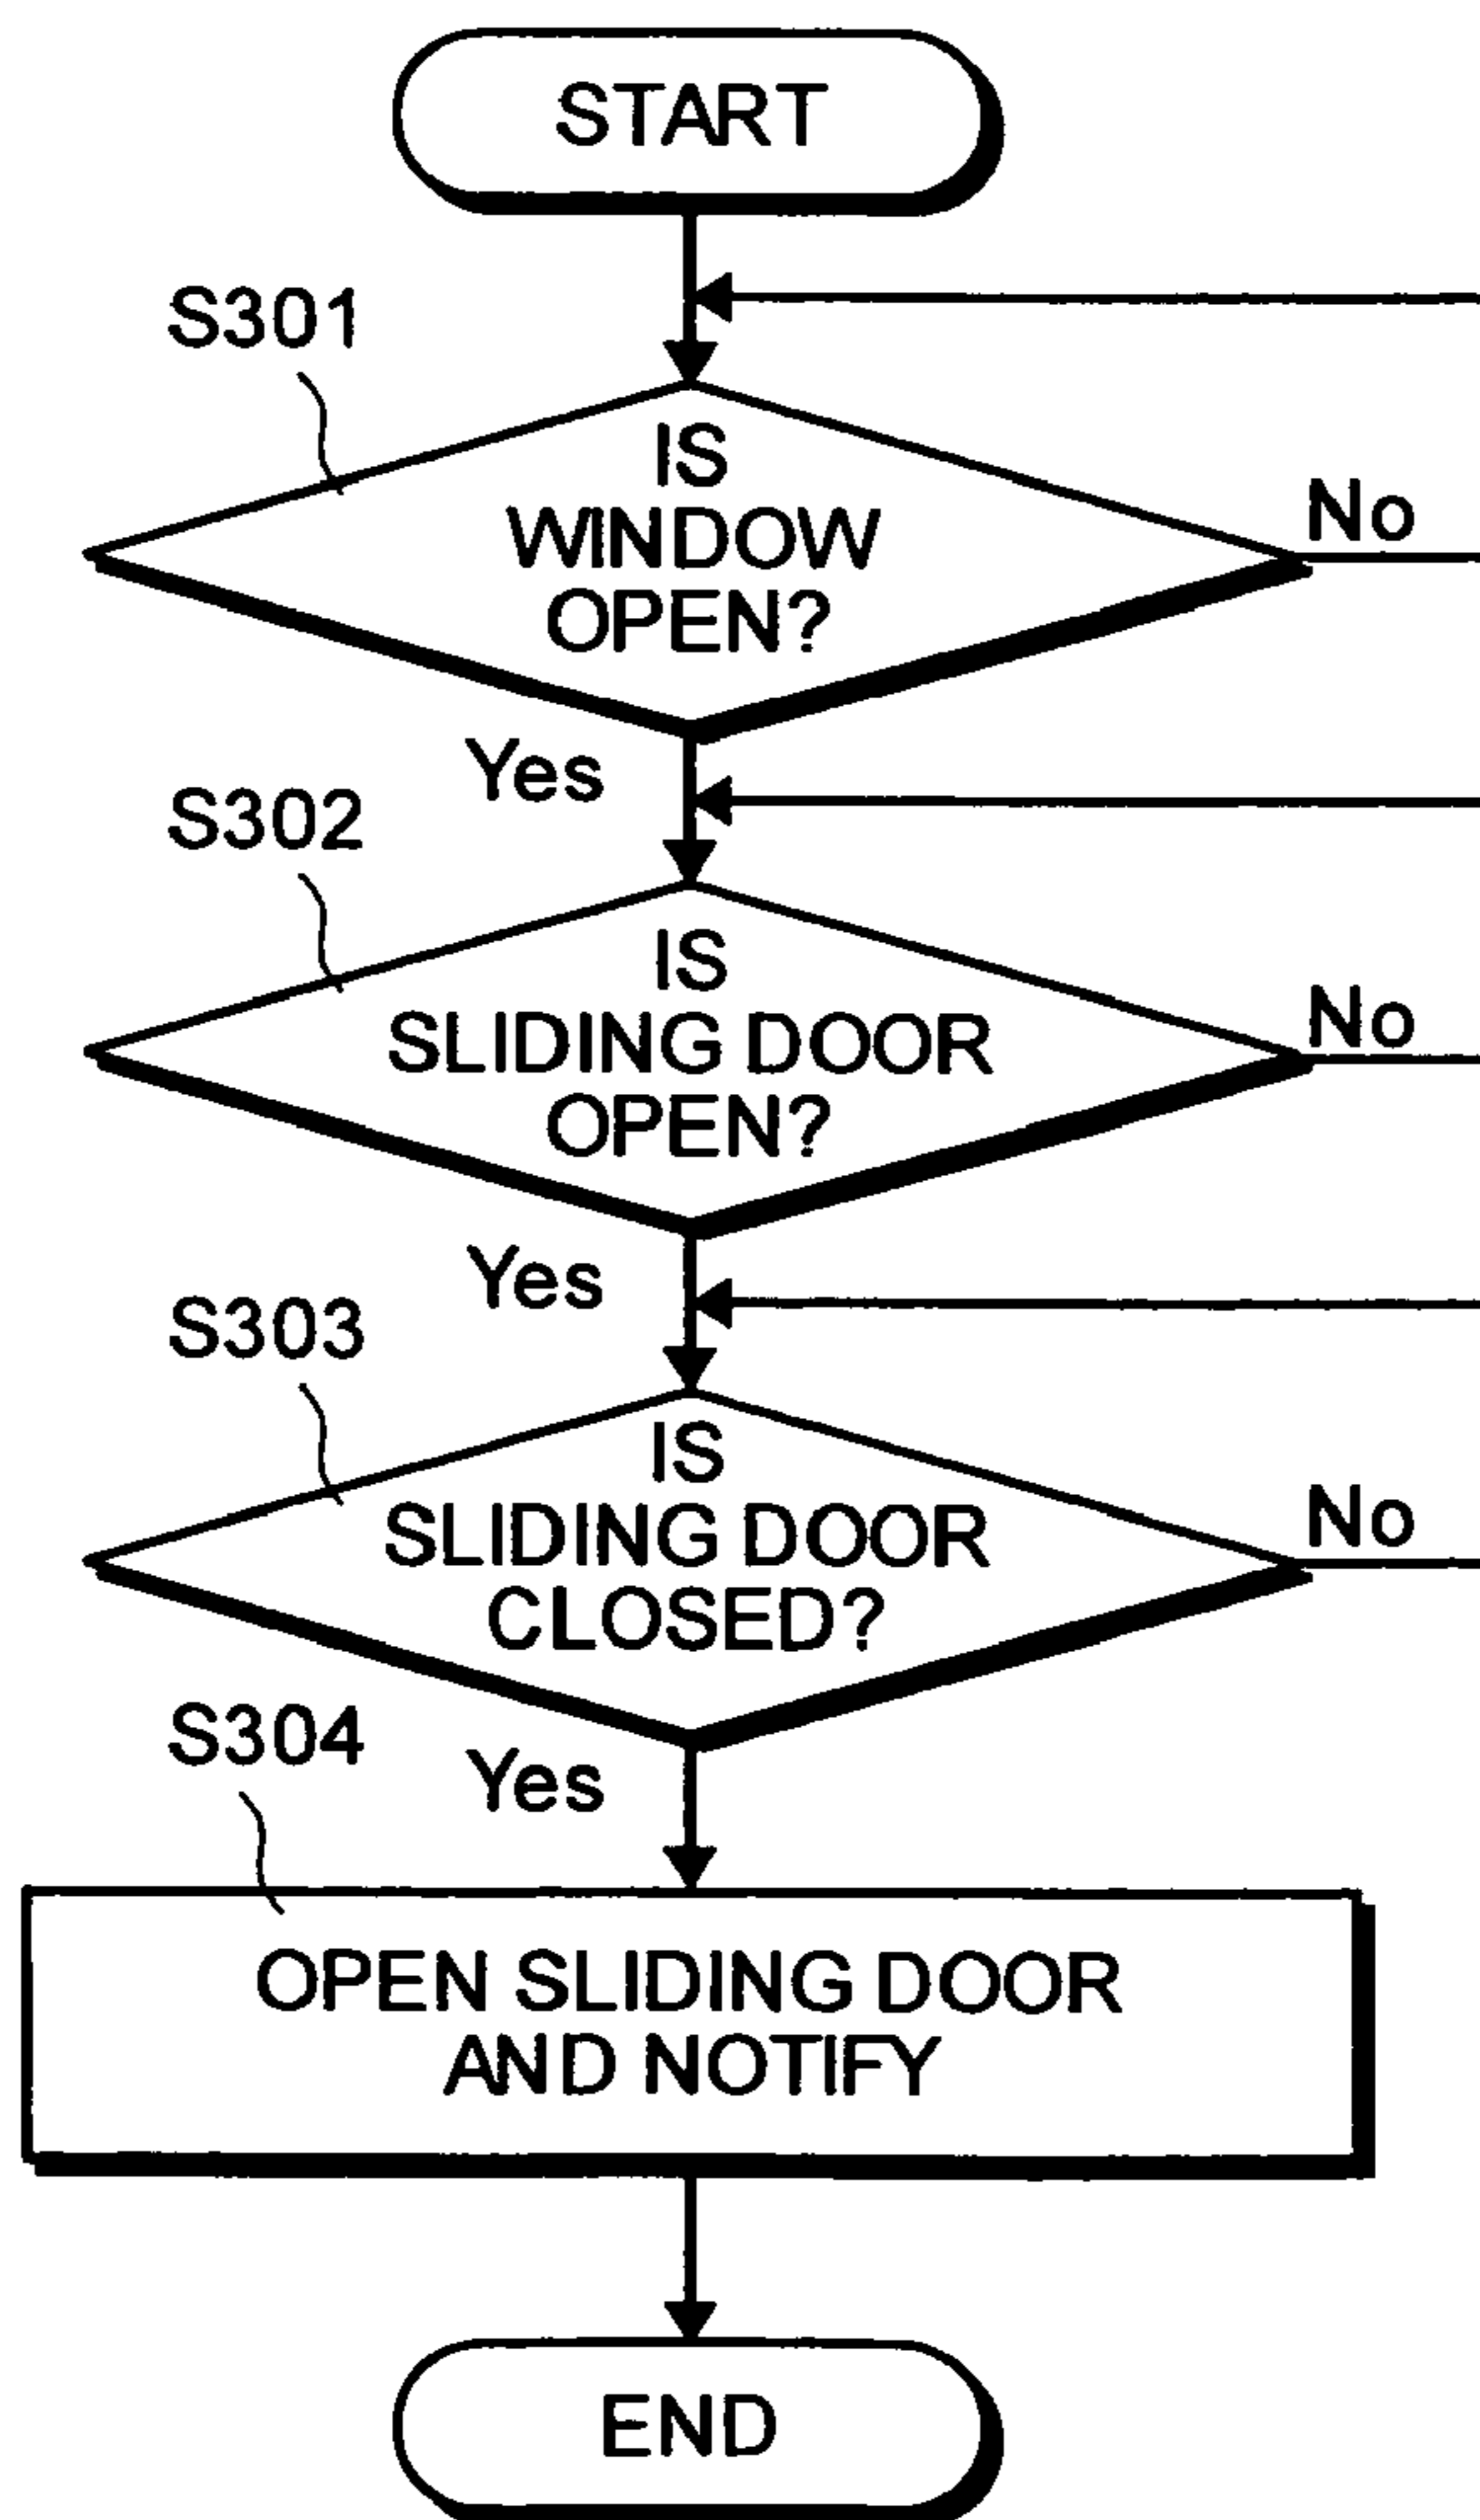 START
S301
IS
WINDOW
OPEN?
No
Yes
S302
IS
SLIDING DOOR
OPEN?
No
Yes
S303
IS
SLIDING DOOR
CLOSED?
No
Yes
S304
OPEN SLIDING DOOR
AND NOTIFY
END